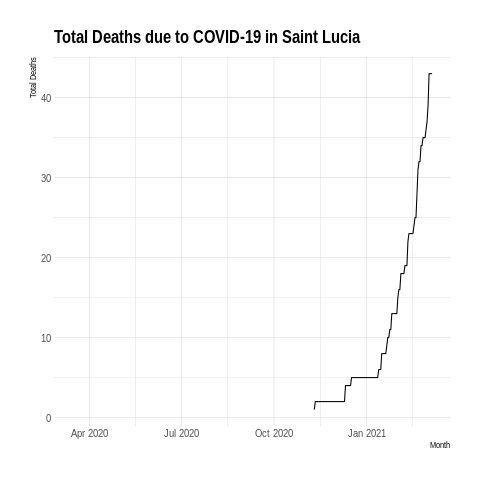 Total Deaths due to COVID-19 in Saint Lucia
Total Deaths
40
30
20
10
0
Apr 2020 Jul 2020 Oct 2020 Jan 2021
Month